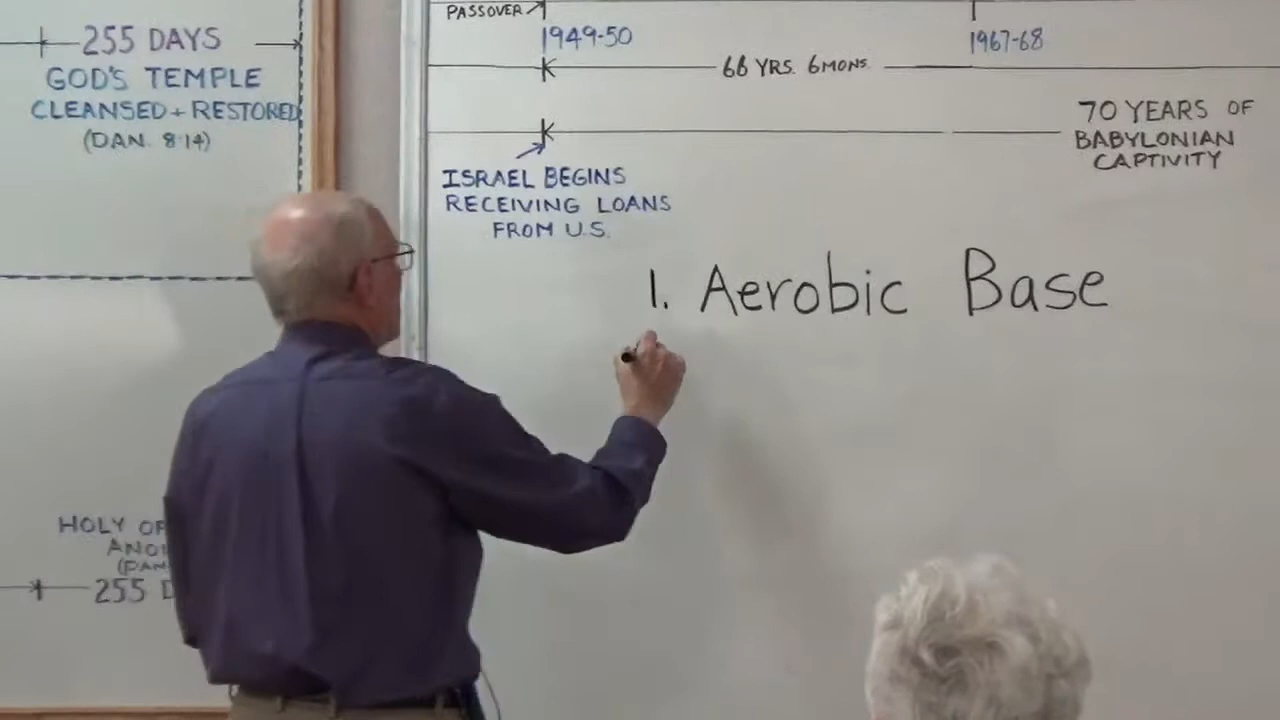 255 DAYS
GOD'S TEMPLE
CLEANSED + RESTORED
(DAN. 8:14)
HOLY OF
255 D
PASSOVER
1949-50
1967-68
66 YRS. 6 MONS.
70 YEARS OF
BABYLONIAN
CAPTIVITY
ISRAEL BEGINS
RECEIVING LOANS
FROM U.S.
1. Aerobic Base